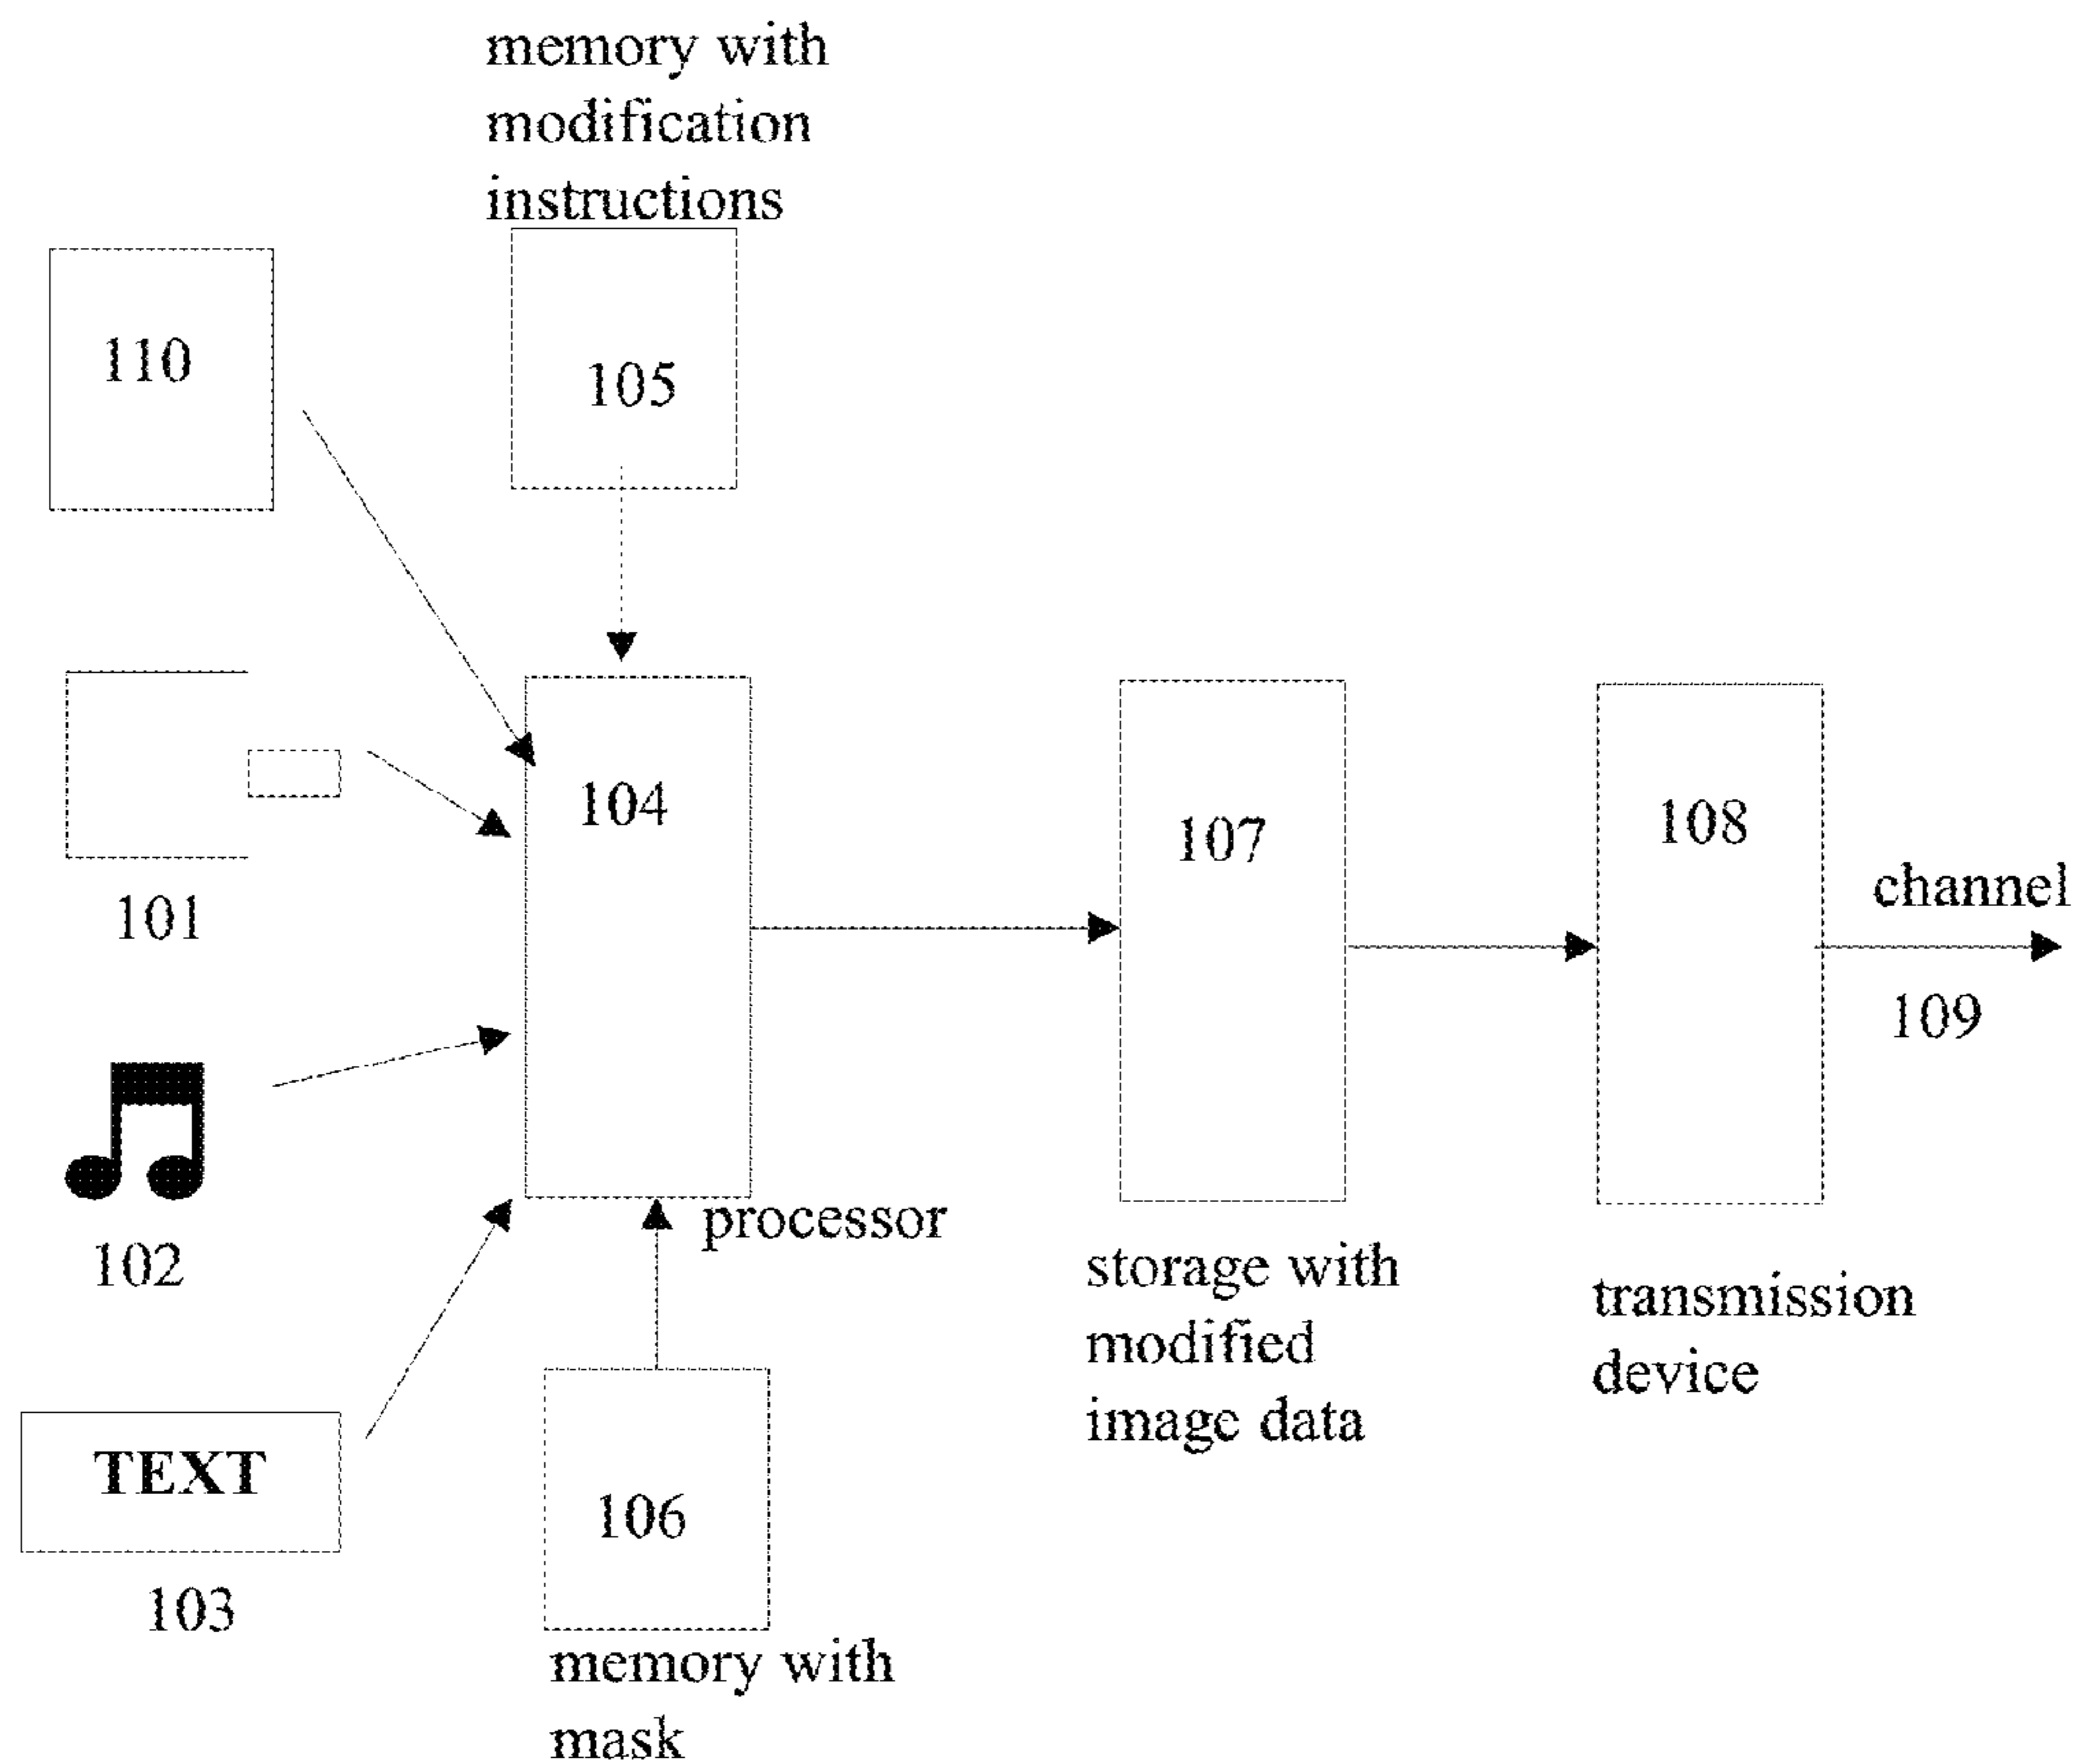 memory with
modification
instructions
110
105
101
104
107
108
channel
109
102
processor
storage with
modified
image data
transmission
device
TEXT
103
106
memory with
mask